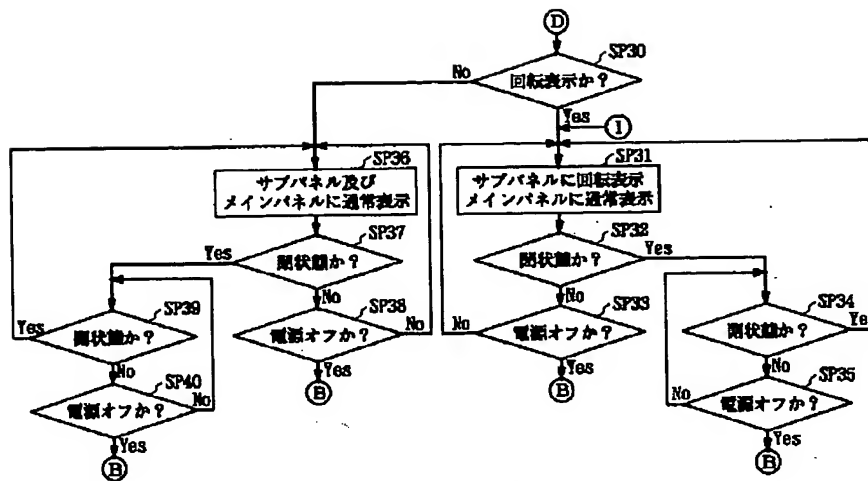 D
SP30
回転表示か?
No
Yes
I
SP36
サブパネル及び
メインパネルに通常表示
SP31
サブパネルに回転表示
メインパネルに通常表示
SP37
閉状態か?
Yes
No
SP32
閉状態か?
Yes
No
SP38
電源オフか?
No
Yes
B
SP33
電源オフか?
No
Yes
B
SP39
開状態か?
Yes
No
SP40
電源オフか?
No
Yes
B
SP34
開状態か?
Yes
No
SP35
電源オフか?
No
Yes
B